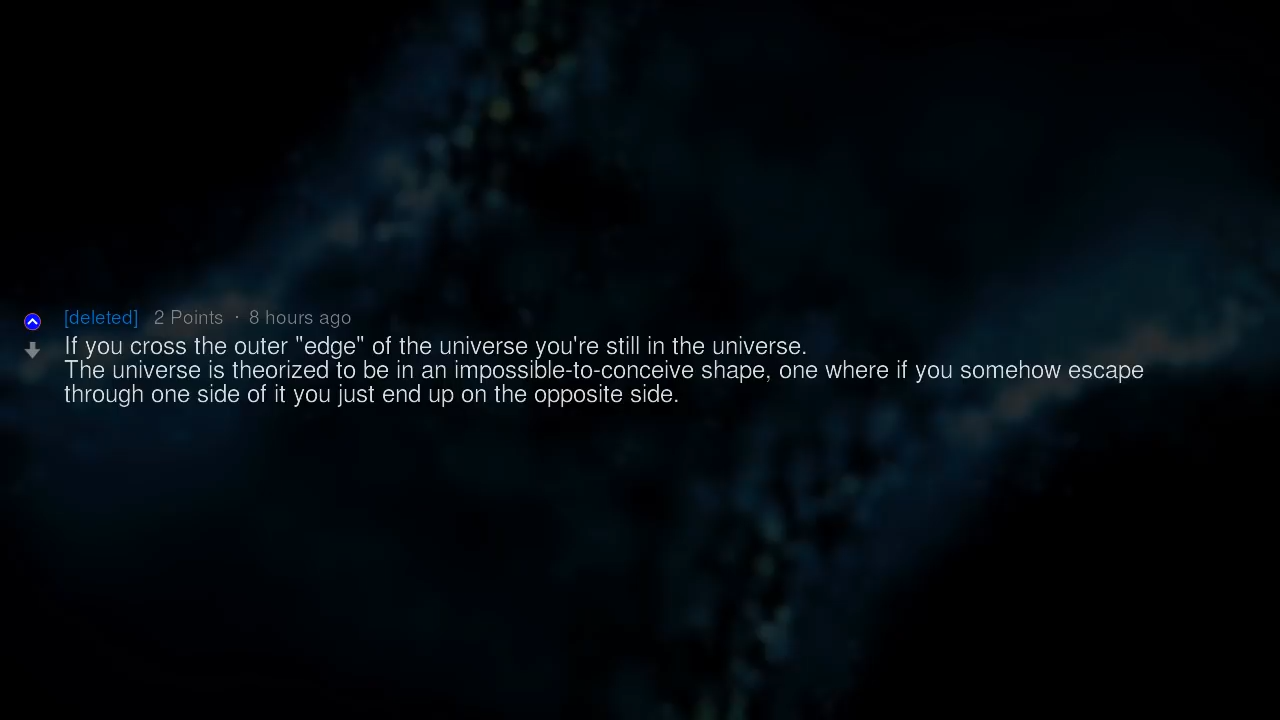 [deleted] 2 Points · 8 hours ago
If you cross the outer "edge" of the universe you're still in the universe.
The universe is theorized to be in an impossible-to-conceive shape, one where if you somehow escape
through one side of it you just end up on the opposite side.